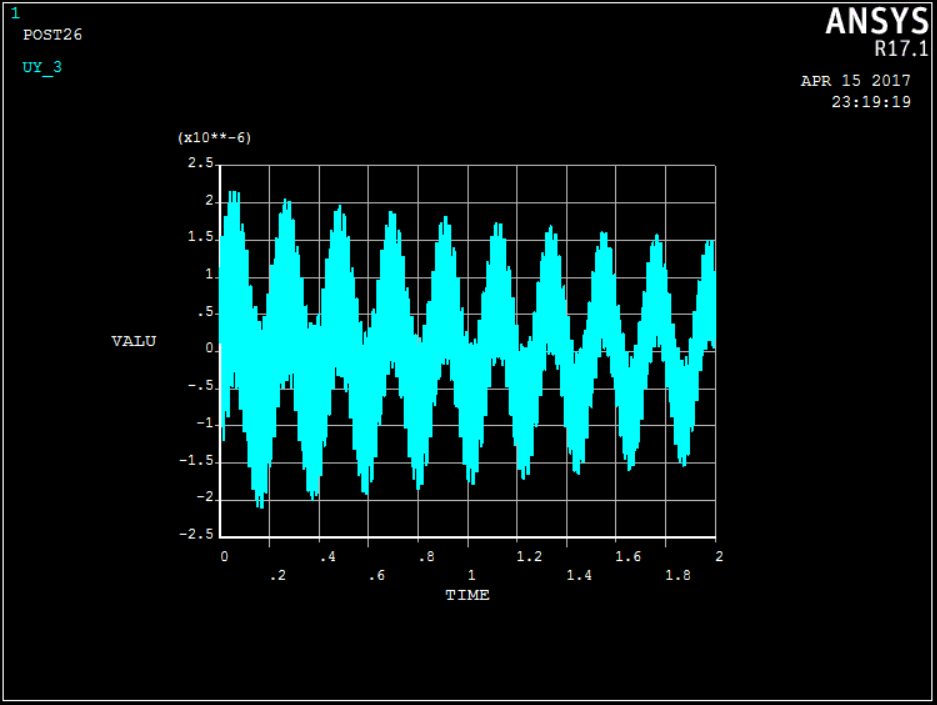 1
POST26
UY_3
ANSYS
R17.1
APR 15 2017
23:19:19
(x10**-6)
2.5
2
1.5
1
.5
0
-.5
-1
-1.5
-2
-2.5
VALU
0 .4 .8 1.2 1.6 2
.2 .6 1 1.4 1.8
TIME